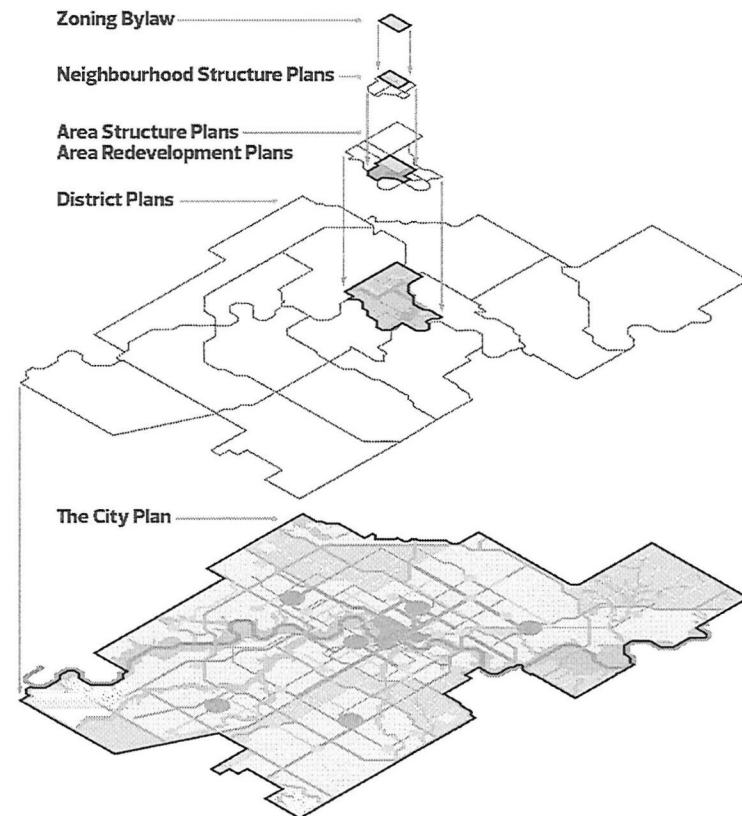 Zoning Bylaw
Neighbourhood Structure Plans
Area Structure Plans
Area Redevelopment Plans
District Plans
The City Plan